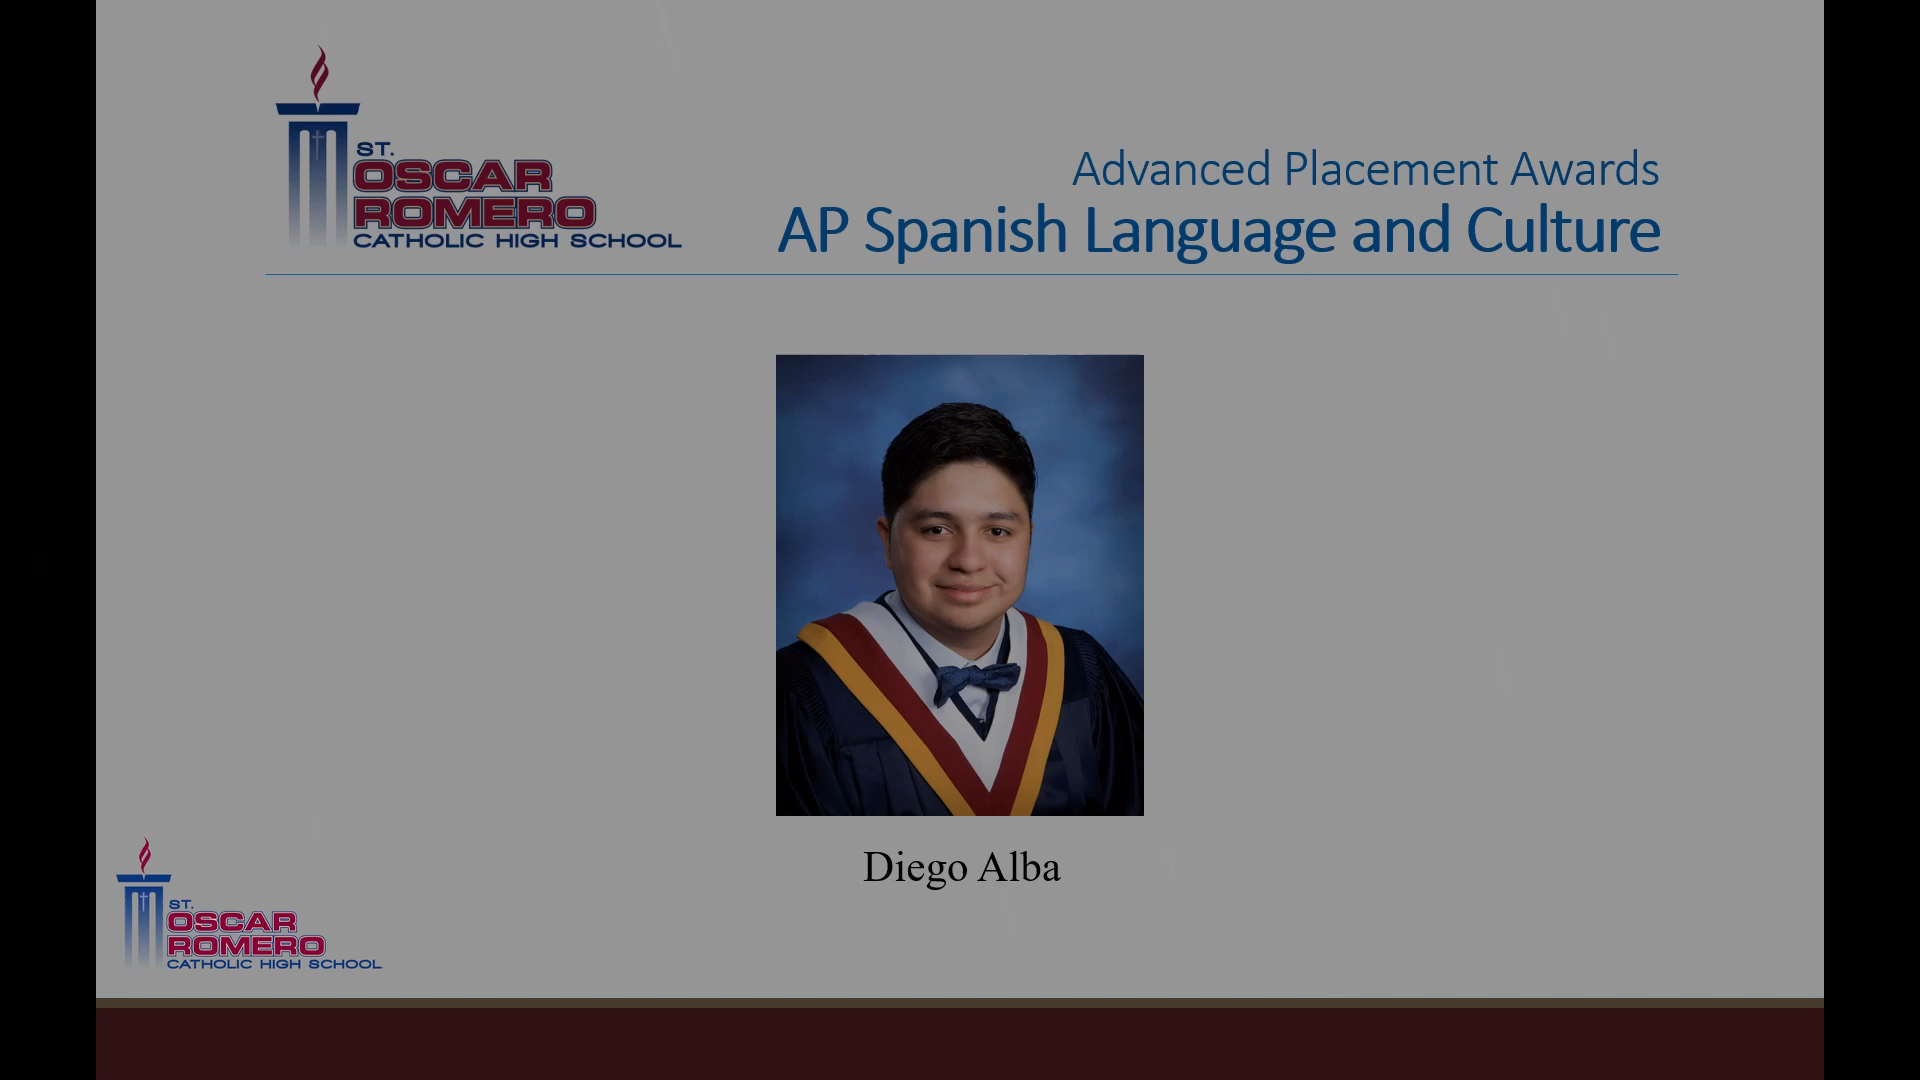 ST.
OSCAR
ROMERO
CATHOLIC HIGH SCHOOL
Advanced Placement Awards
AP Spanish Language and Culture
Diego Alba
ST.
OSCAR
ROMERO
CATHOLIC HIGH SCHOOL